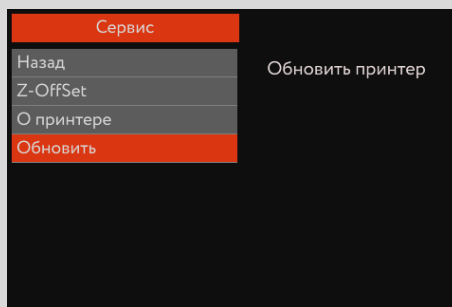 Сервис
Назад
Z-OffSet
О принтере
Обновить
Обновить принтер